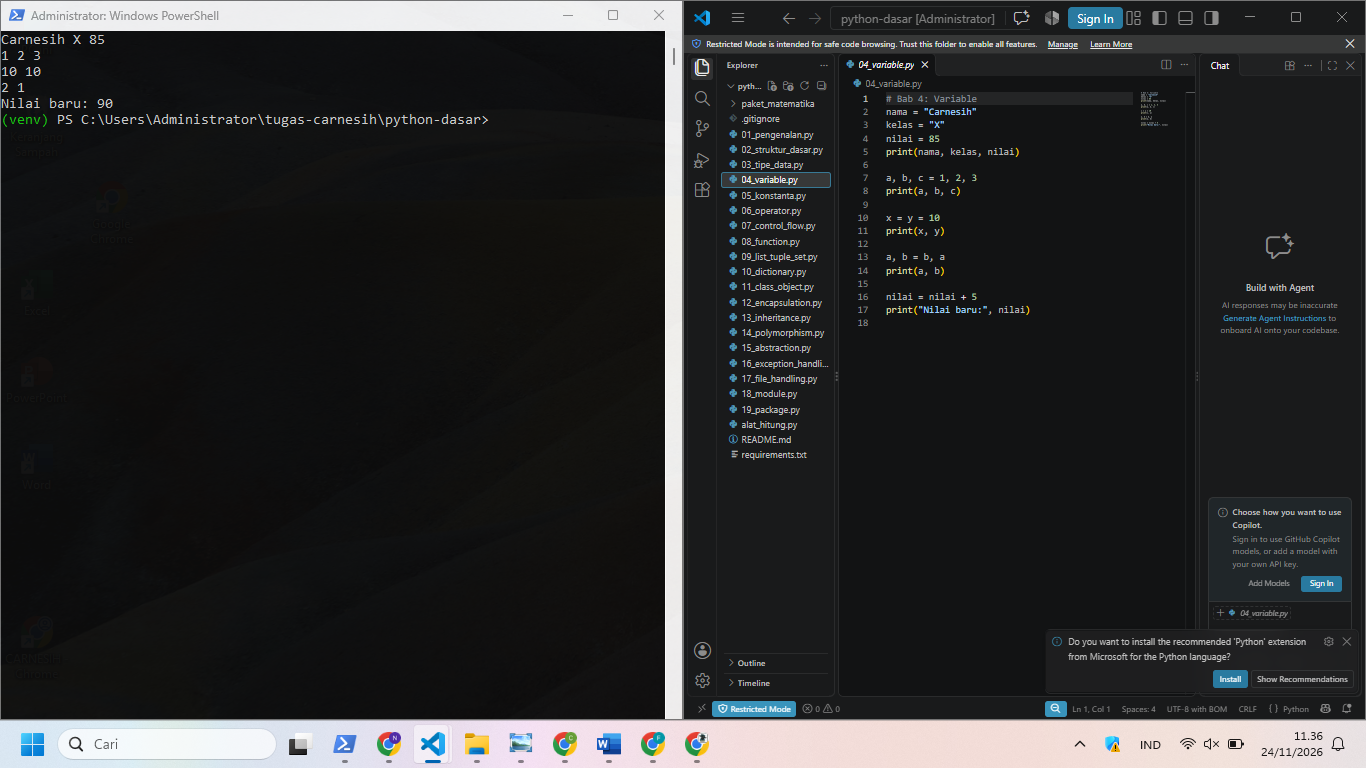 Administrator: Windows PowerShell
Carnesih X 85
1 2 3
10 10
2 1
Nilai baru: 90
(venv) PS C:\Users\Administrator\tugas-carnesih\python-dasar>
python-dasar [Administrator]
Sign In
Restricted Mode is intended for safe code browsing. Trust this folder to enable all features. Manage Learn More
Explorer
pyth...
paket_matematika
.gitignore
01_pengenalan.py
02_struktur_dasar.py
03_tipe_data.py
04_variable.py
05_konstanta.py
06_operator.py
07_control_flow.py
08_function.py
09_list_tuple_set.py
10_dictionary.py
11_class_object.py
12_encapsulation.py
13_inheritance.py
14_polymorphism.py
15_abstraction.py
16_exception_handli...
17_file_handling.py
18_module.py
19_package.py
alat_hitung.py
README.md
requirements.txt
Outline
Timeline
04_variable.py
04_variable.py
1 # Bab 4: Variable
2 nama = "Carnesih"
3 kelas = "X"
4 nilai = 85
5 print(nama, kelas, nilai)
6
7 a, b, c = 1, 2, 3
8 print(a, b, c)
9
10 x = y = 10
11 print(x, y)
12
13 a, b = b, a
14 print(a, b)
15
16 nilai = nilai + 5
17 print("Nilai baru:", nilai)
18
Chat
Build with Agent
AI responses may be inaccurate
Generate Agent Instructions to
onboard AI onto your codebase.
Choose how you want to use
Copilot.
Sign in to use GitHub Copilot
models, or add a model with
your own API key.
Add Models Sign In
04_variable.py
Do you want to install the recommended 'Python' extension
from Microsoft for the Python language?
Install Show Recommendations
Restricted Mode 0 0
Ln 1, Col 1 Spaces: 4 UTF-8 with BOM CRLF Python
Cari
IND
11.36
24/11/2026